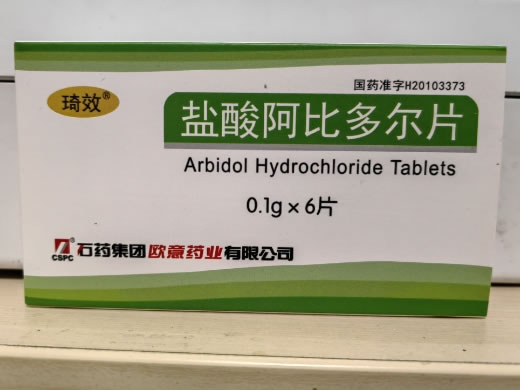 琦效®
国药准字H20103373
盐酸阿比多尔片
Arbidol Hydrochloride Tablets
0.1g×6片
CSPC® 石药集团欧意药业有限公司